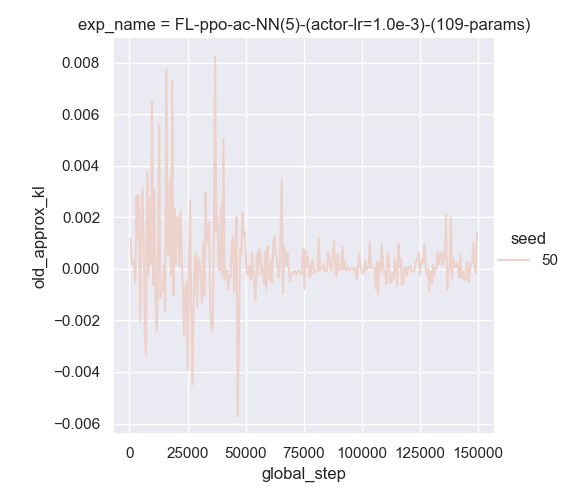 exp_name = FL-ppo-ac-NN(5)-(actor-lr=1.0e-3)-(109-params)
0.008
0.006
0.004
0.002
0.000
−0.002
−0.004
−0.006
old_approx_kl
0 25000 50000 75000 100000 125000 150000
global_step
seed
50